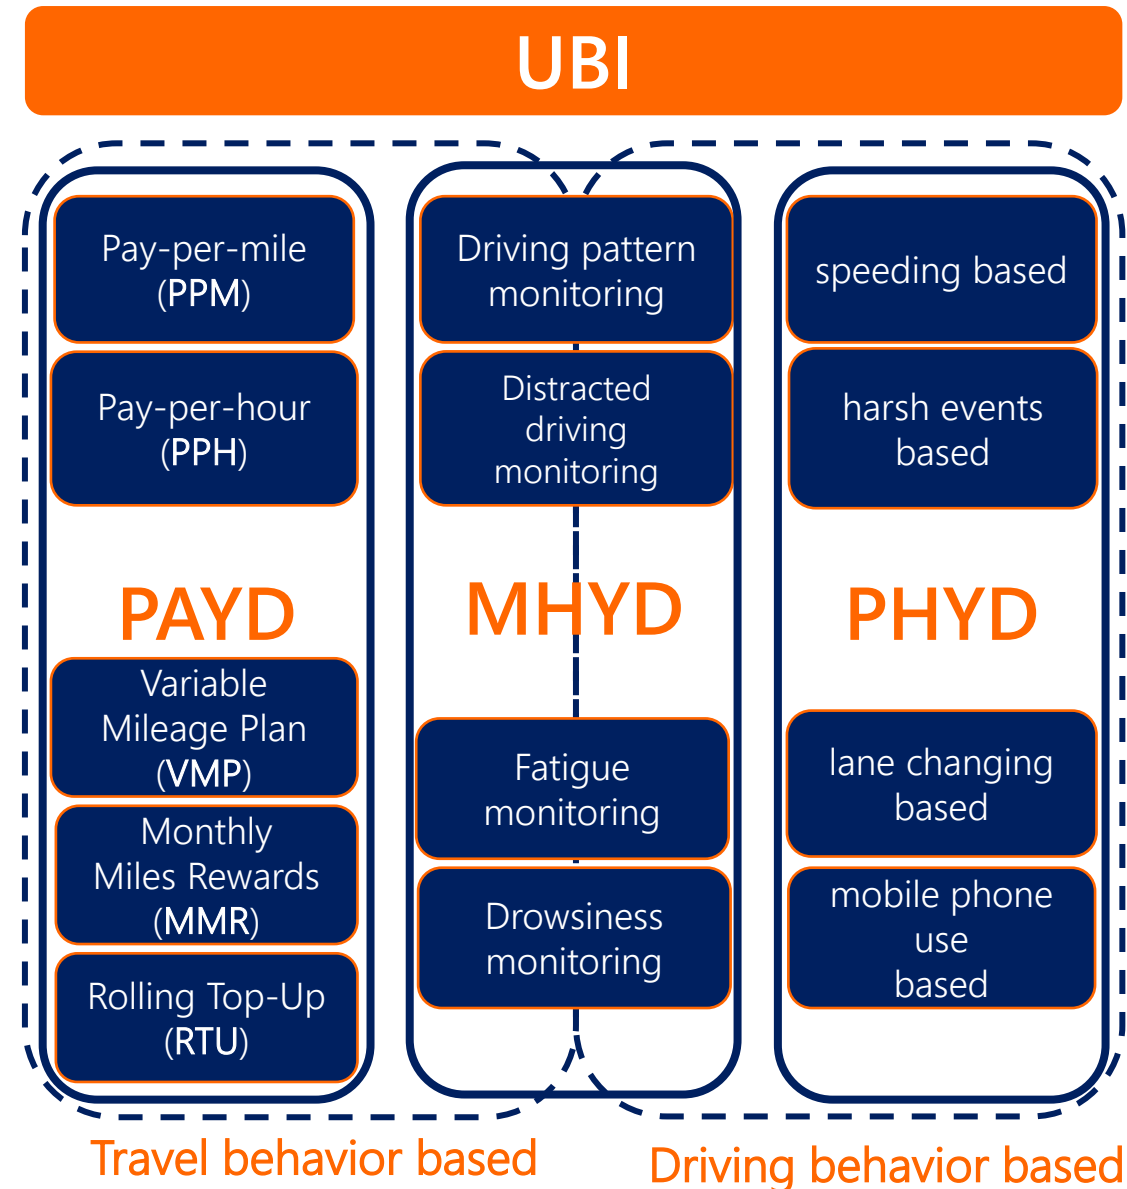 UBI
Pay-per-mile
(PPM)
Pay-per-hour
(PPH)
PAYD
Variable
Mileage Plan
(VMP)
Monthly
Miles Rewards
(MMR)
Rolling Top-Up
(RTU)
Driving pattern
monitoring
Distracted
driving
monitoring
MHYD
Fatigue
monitoring
Drowsiness
monitoring
speeding based
harsh events
based
PHYD
lane changing
based
mobile phone
use
based
Travel behavior based
Driving behavior based